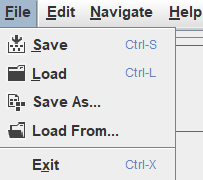 File Edit Navigate Help
Save Ctrl-S
Load Ctrl-L
Save As...
Load From...
Exit Ctrl-X